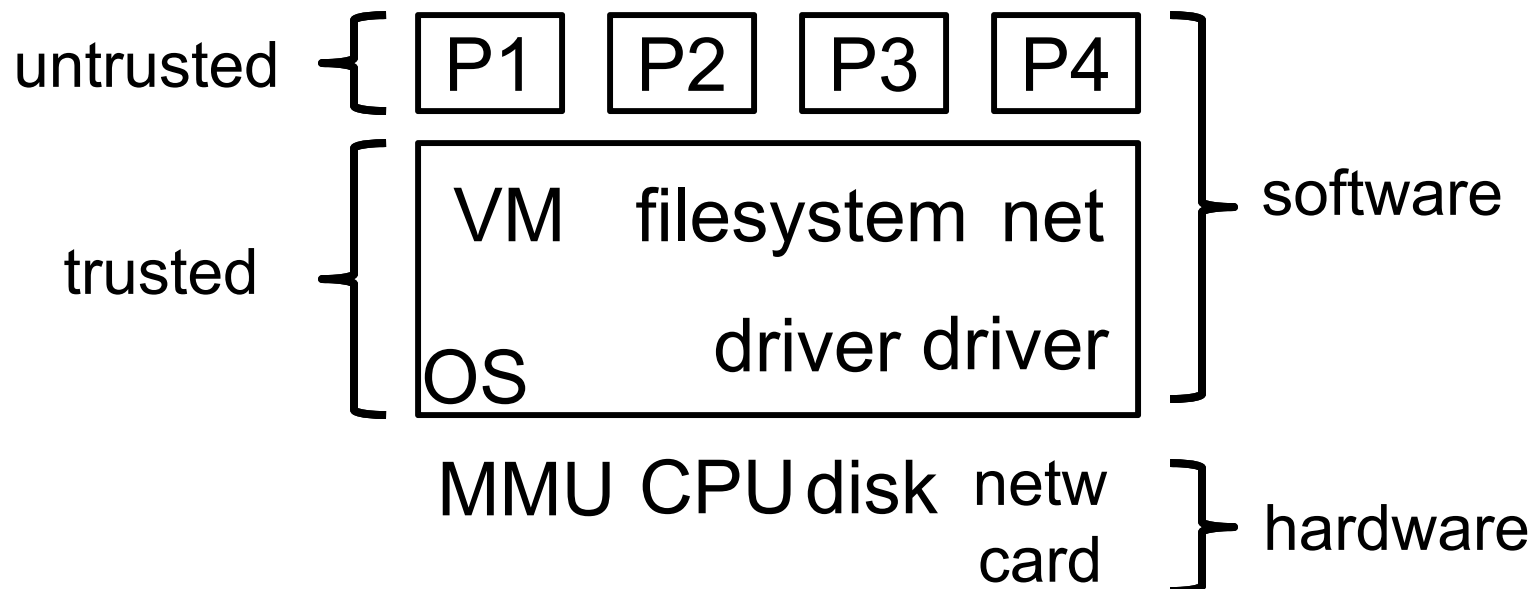 untrusted P1 P2 P3 P4
VM filesystem net software
trusted
driver driver
OS
MMU CPU disk netw
card
hardware